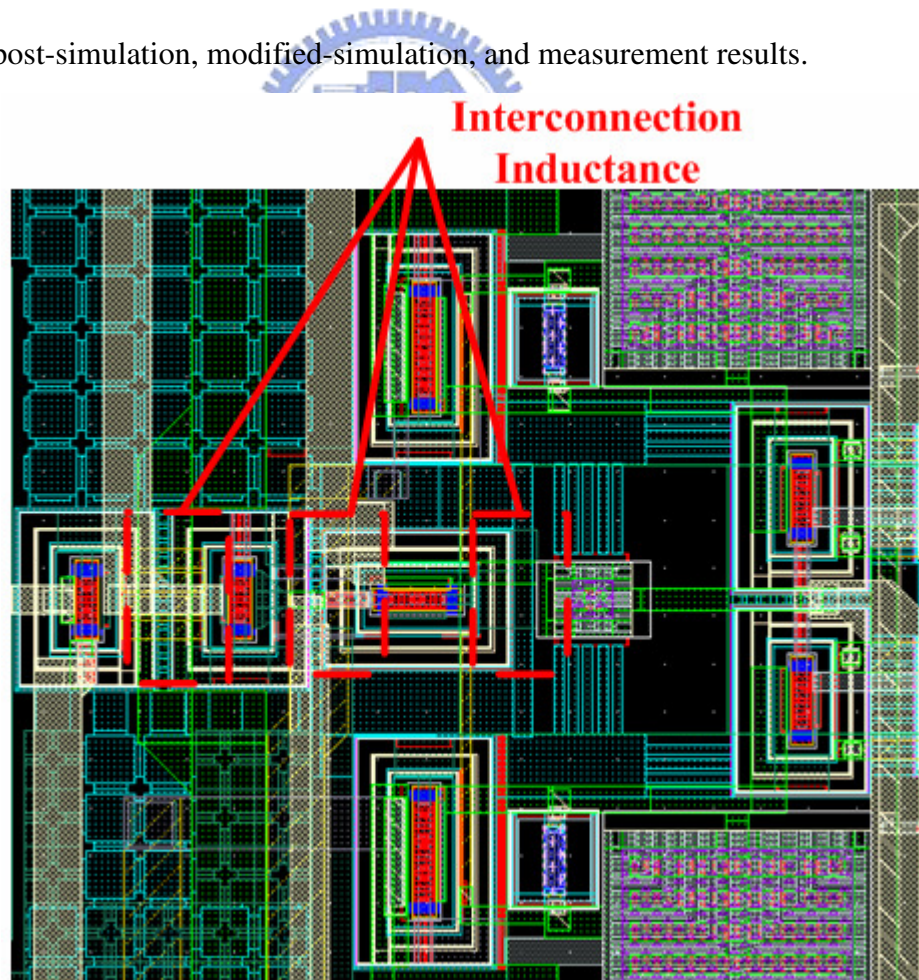 post-simulation, modified-simulation, and measurement results.
Interconnection
Inductance